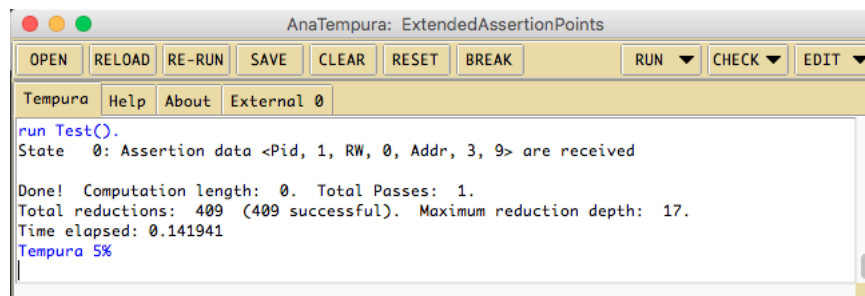 AnaTempura: ExtendedAssertionPoints
OPEN RELOAD RE-RUN SAVE CLEAR RESET BREAK RUN CHECK EDIT
Tempura Help About External 0
run Test().
State   0: Assertion data <Pid, 1, RW, 0, Addr, 3, 9> are received
Done!  Computation length:  0.  Total Passes:  1.
Total reductions:  409  (409 successful).  Maximum reduction depth:  17.
Time elapsed: 0.141941
Tempura 5%